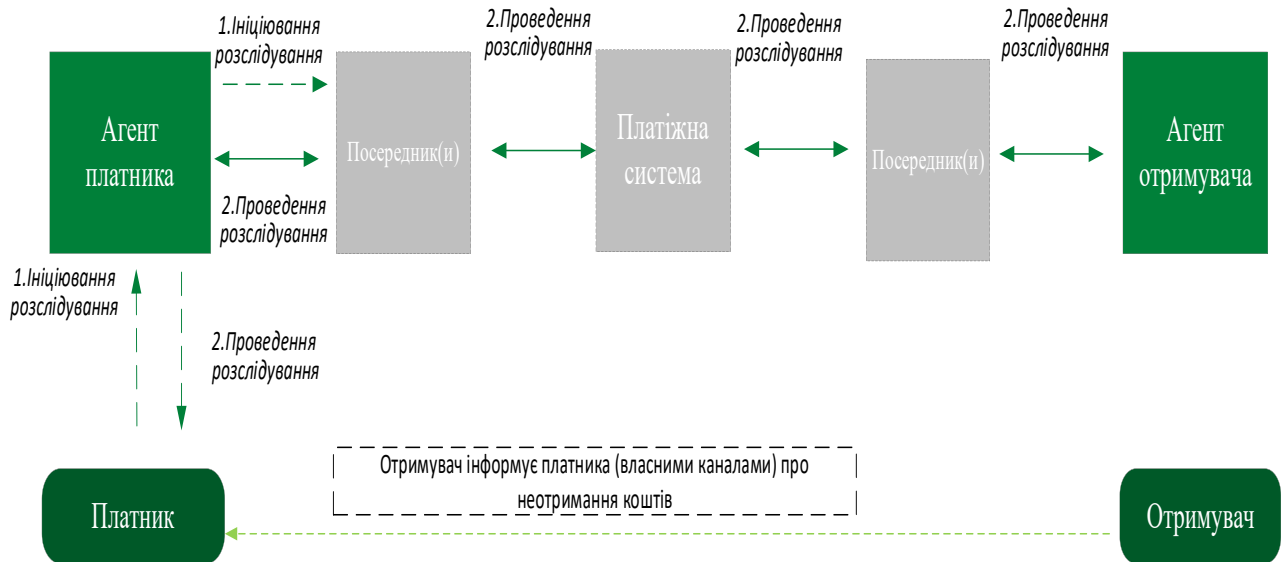 1.Ініціювання
розслідування
2.Проведення
розслідування
2.Проведення
розслідування
2.Проведення
розслідування
Агент
платника
Посередник(и)
Платіжна
система
Посередник(и)
Агент
отримувача
2.Проведення
розслідування
1.Ініціювання
розслідування
2.Проведення
розслідування
Отримувач інформує платника (власними каналами) про
неотримання коштів
Платник
Отримувач